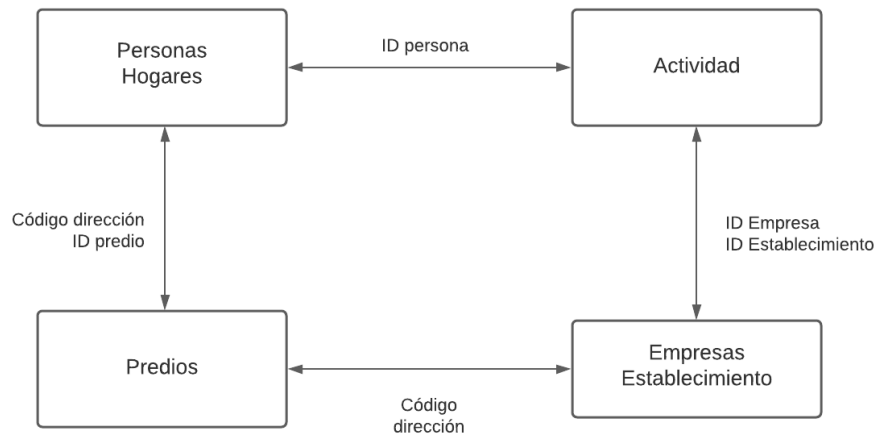 Personas
Hogares
ID persona
Actividad
Código dirección
ID predio
ID Empresa
ID Establecimiento
Predios
Código
dirección
Empresas
Establecimiento